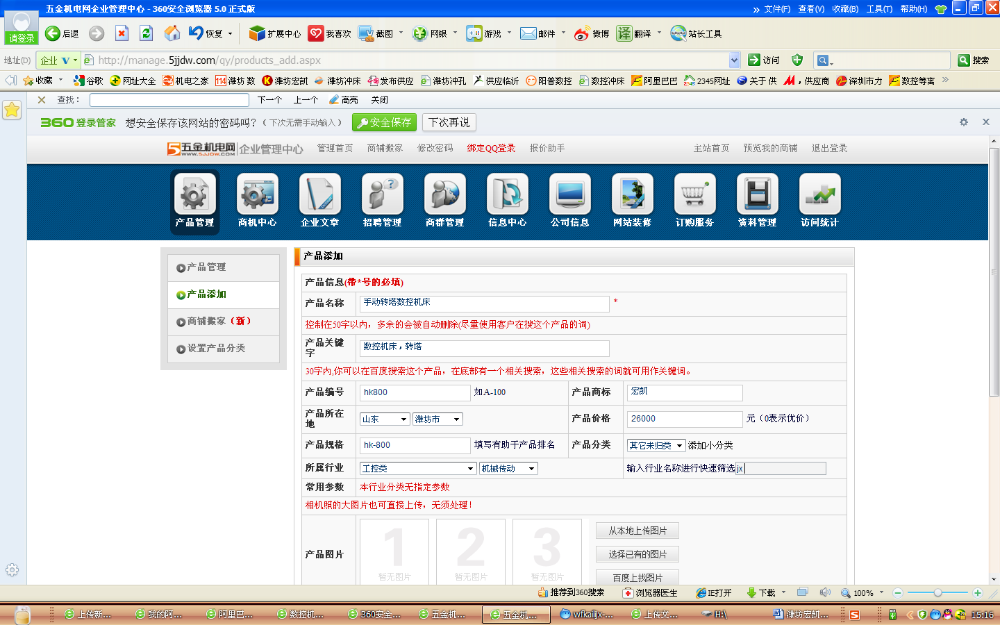 五金机电网企业管理中心 - 360安全浏览器 5.0 正式版
» 文件(F) 查看(V) 收藏(B) 工具(T) 帮助(H)
请登录
后退 恢复 扩展中心 我喜欢 截图 网银 游戏 邮件 微博 翻译 站长工具
地址(D) 企业 V http://manage.5jjdw.com/qy/products_add.aspx 访问 搜索
收藏 谷歌 网址大全 机电之家 潍坊 数 潍坊宏凯 潍坊冲床 发布供应 潍坊冲孔 供应临沂 阳普数控 数控冲床 阿里巴巴 2345网址 关于 供 ，供应商 深圳市力 数控等离 »
查找： 下一个 上一个 高亮 关闭
360 登录管家 想安全保存该网站的密码吗？（下次无需手动输入） 安全保存 下次再说
五金机电网 WWW.5JJDW.COM 企业管理中心 管理首页 商铺搬家 修改密码 绑定QQ登录 报价助手 主站首页 预览我的商铺 退出登录
产品管理 商机中心 企业文章 招聘管理 商群管理 信息中心 公司信息 网站装修 订购服务 资料管理 访问统计
产品管理
产品添加
商铺搬家（新）
设置产品分类
产品添加
产品信息(带*号的必填)
产品名称 手动转塔数控机床 *
控制在50字以内，多余的会被自动删除(尽量使用客户在搜这个产品的词)
产品关键字 数控机床，转塔
30字内,你可以在百度搜索这个产品，在底部有一个相关搜索，这些相关搜索的词就可用作关键词。
产品编号 hk800 如A-100 产品商标 宏凯
产品所在地 山东 潍坊市 产品价格 26000 元（0表示优价）
产品规格 hk-800 填写有助于产品排名 产品分类 其它未归类 添加小分类
所属行业 工控类 机械传动 输入行业名称进行快速筛选 jx
常用参数 本行业分类无指定参数
相机照的大图片也可直接上传，无须处理！
产品图片 1 暂无图片 2 暂无图片 3 暂无图片
从本地上传图片
选择已有的图片
百度上找图片
推荐到360搜索 浏览器医生 IE打开 下载 100%
上传新... 我的阿... 阿里巴... 数控机... 360安全... 五金机... 五金机... wfkailjx-... 上传文... H:\ 潍坊宏凯... 15:16